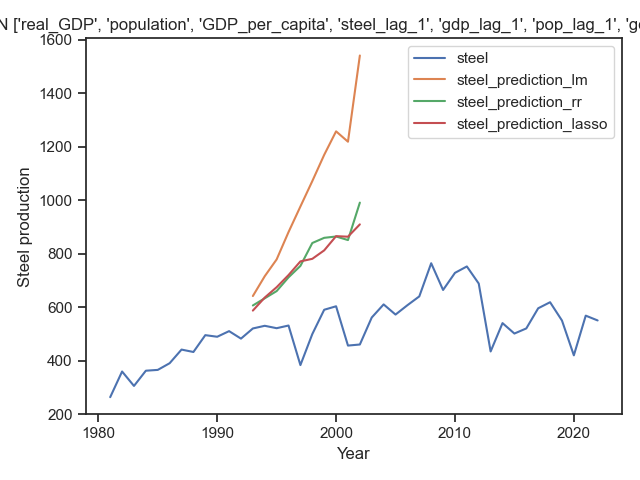 N ['real_GDP', 'population', 'GDP_per_capita', 'steel_lag_1', 'gdp_lag_1', 'pop_lag_1', 'g
steel
steel_prediction_lm
steel_prediction_rr
steel_prediction_lasso
1600
1400
1200
1000
800
600
400
200
Steel production
1980
1990
2000
2010
2020
Year